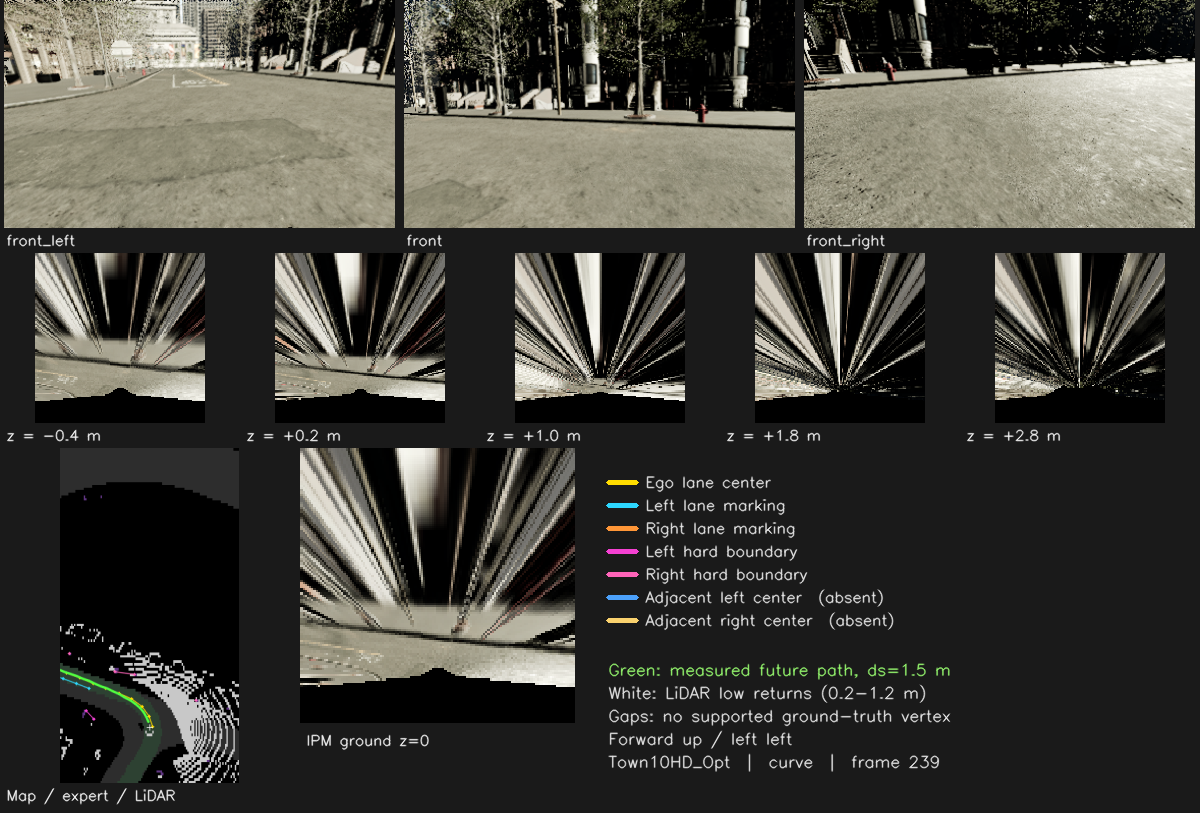 front_left
front
front_right
z = −0.4 m
z = +0.2 m
z = +1.0 m
z = +1.8 m
z = +2.8 m
Ego lane center
Left lane marking
Right lane marking
Left hard boundary
Right hard boundary
Adjacent left center (absent)
Adjacent right center (absent)
Green: measured future path, ds=1.5 m
White: LiDAR low returns (0.2−1.2 m)
Gaps: no supported ground−truth vertex
Forward up / left left
Town10HD_Opt | curve | frame 239
IPM ground z=0
Map / expert / LiDAR